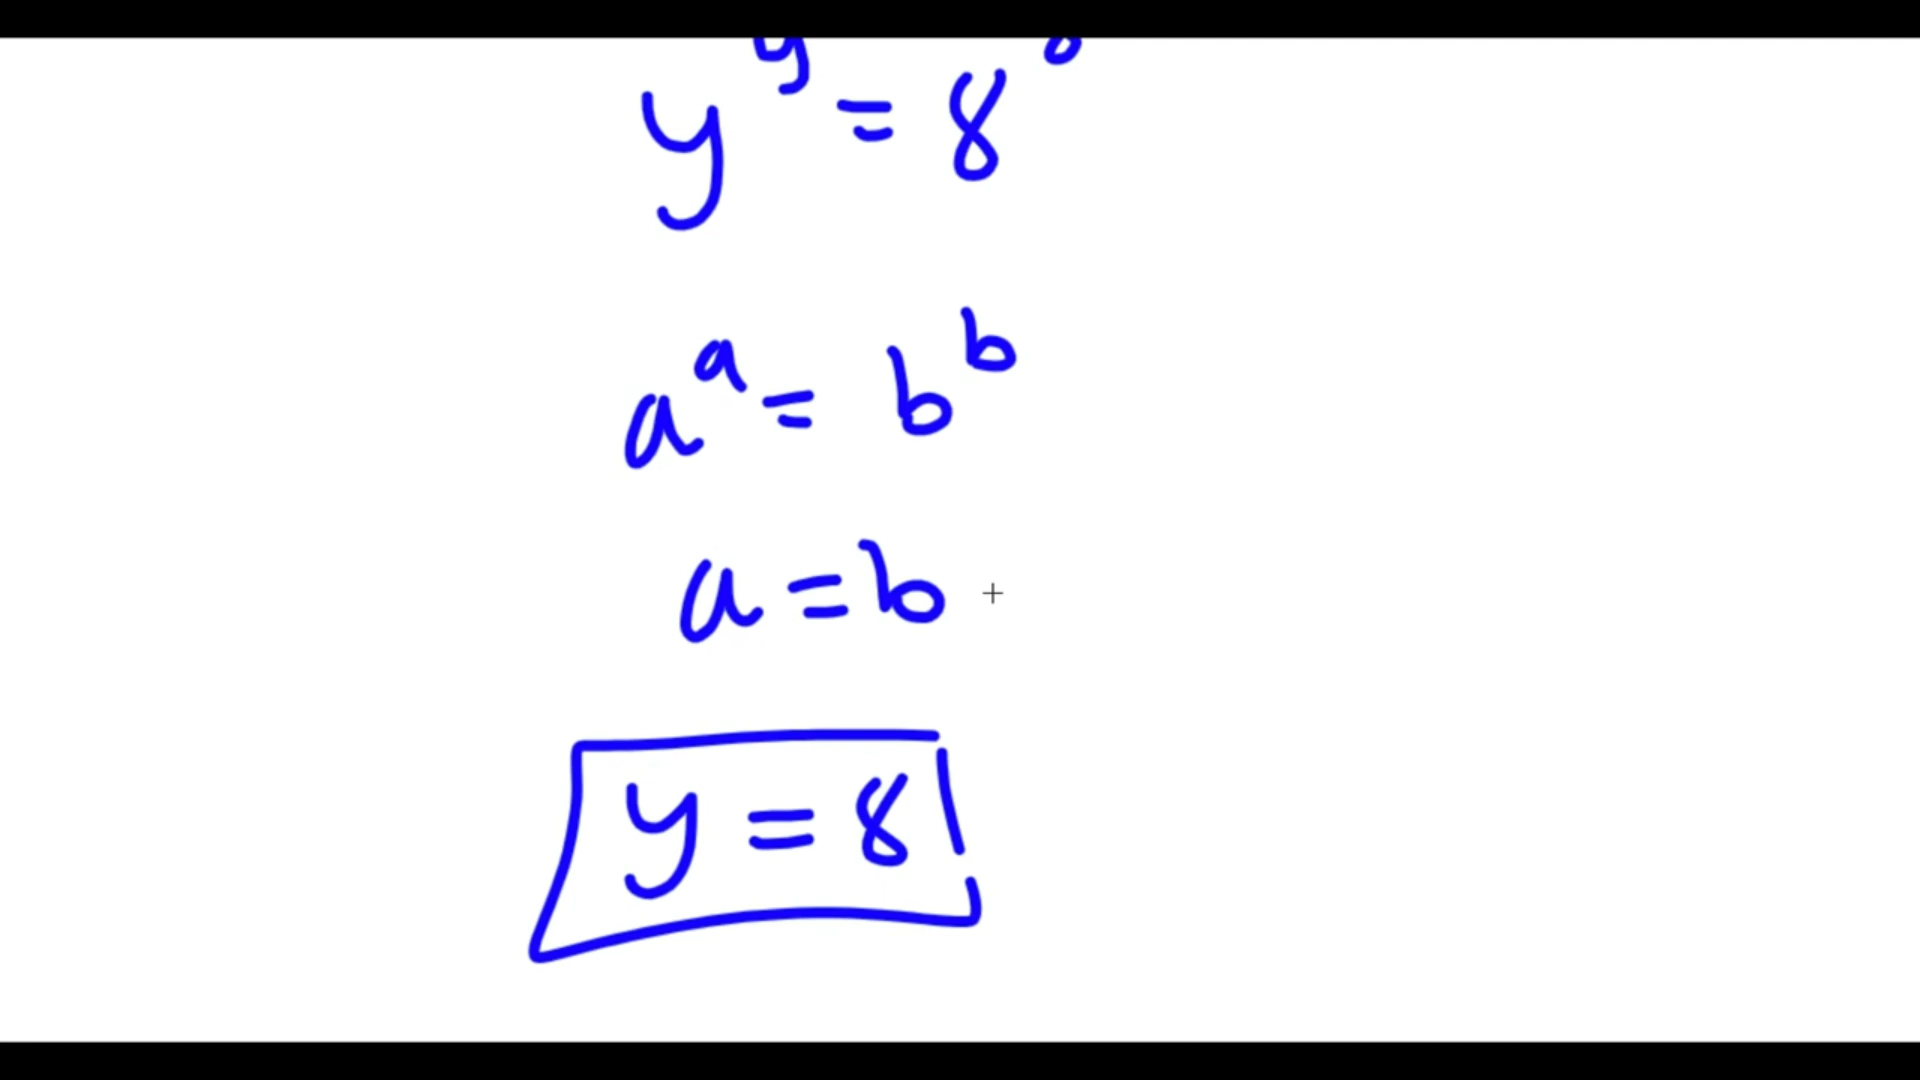 y^y = 8^8
a^a = b^b
a = b
y = 8